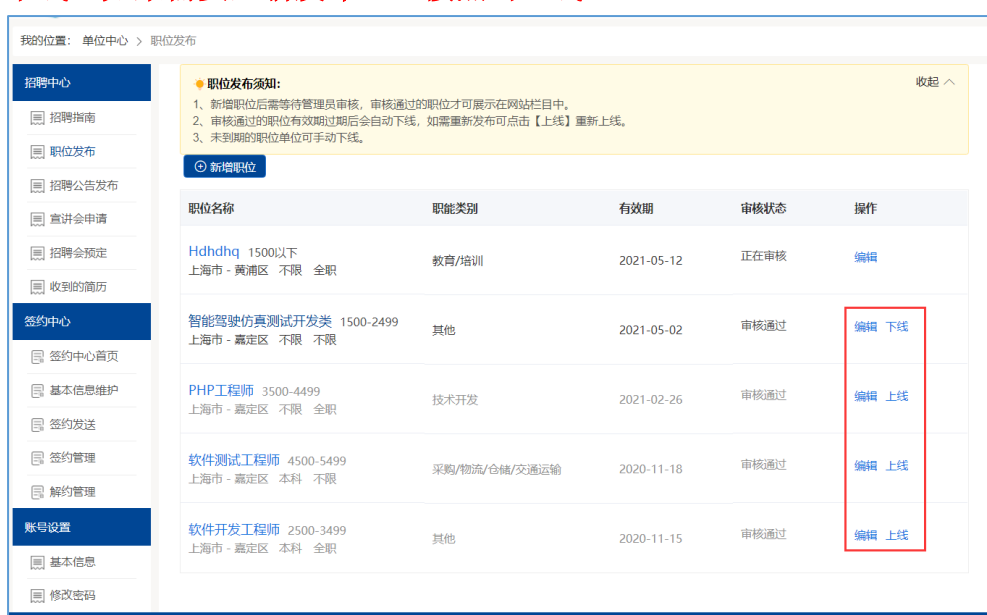 我的位置： 单位中心 > 职位发布
招聘中心
招聘指南
职位发布
招聘公告发布
宣讲会申请
招聘会预定
收到的简历
签约中心
签约中心首页
基本信息维护
签约发送
签约管理
解约管理
账号设置
基本信息
修改密码
职位发布须知：
收起
1、新增职位后需等待管理员审核，审核通过的职位才可展示在网站栏目中。
2、审核通过的职位有效期过期后会自动下线，如需重新发布可点击【上线】重新上线。
3、未到期的职位单位可手动下线。
新增职位
职位名称 职能类别 有效期 审核状态 操作
Hdhdhq 1500以下
上海市 - 黄浦区 不限 全职
教育/培训 2021-05-12 正在审核 编辑
智能驾驶仿真测试开发类 1500-2499
上海市 - 嘉定区 不限 不限
其他 2021-05-02 审核通过 编辑 下线
PHP工程师 3500-4499
上海市 - 嘉定区 不限 全职
技术开发 2021-02-26 审核通过 编辑 上线
软件测试工程师 4500-5499
上海市 - 嘉定区 本科 不限
采购/物流/仓储/交通运输 2020-11-18 审核通过 编辑 上线
软件开发工程师 2500-3499
上海市 - 嘉定区 本科 全职
其他 2020-11-15 审核通过 编辑 上线